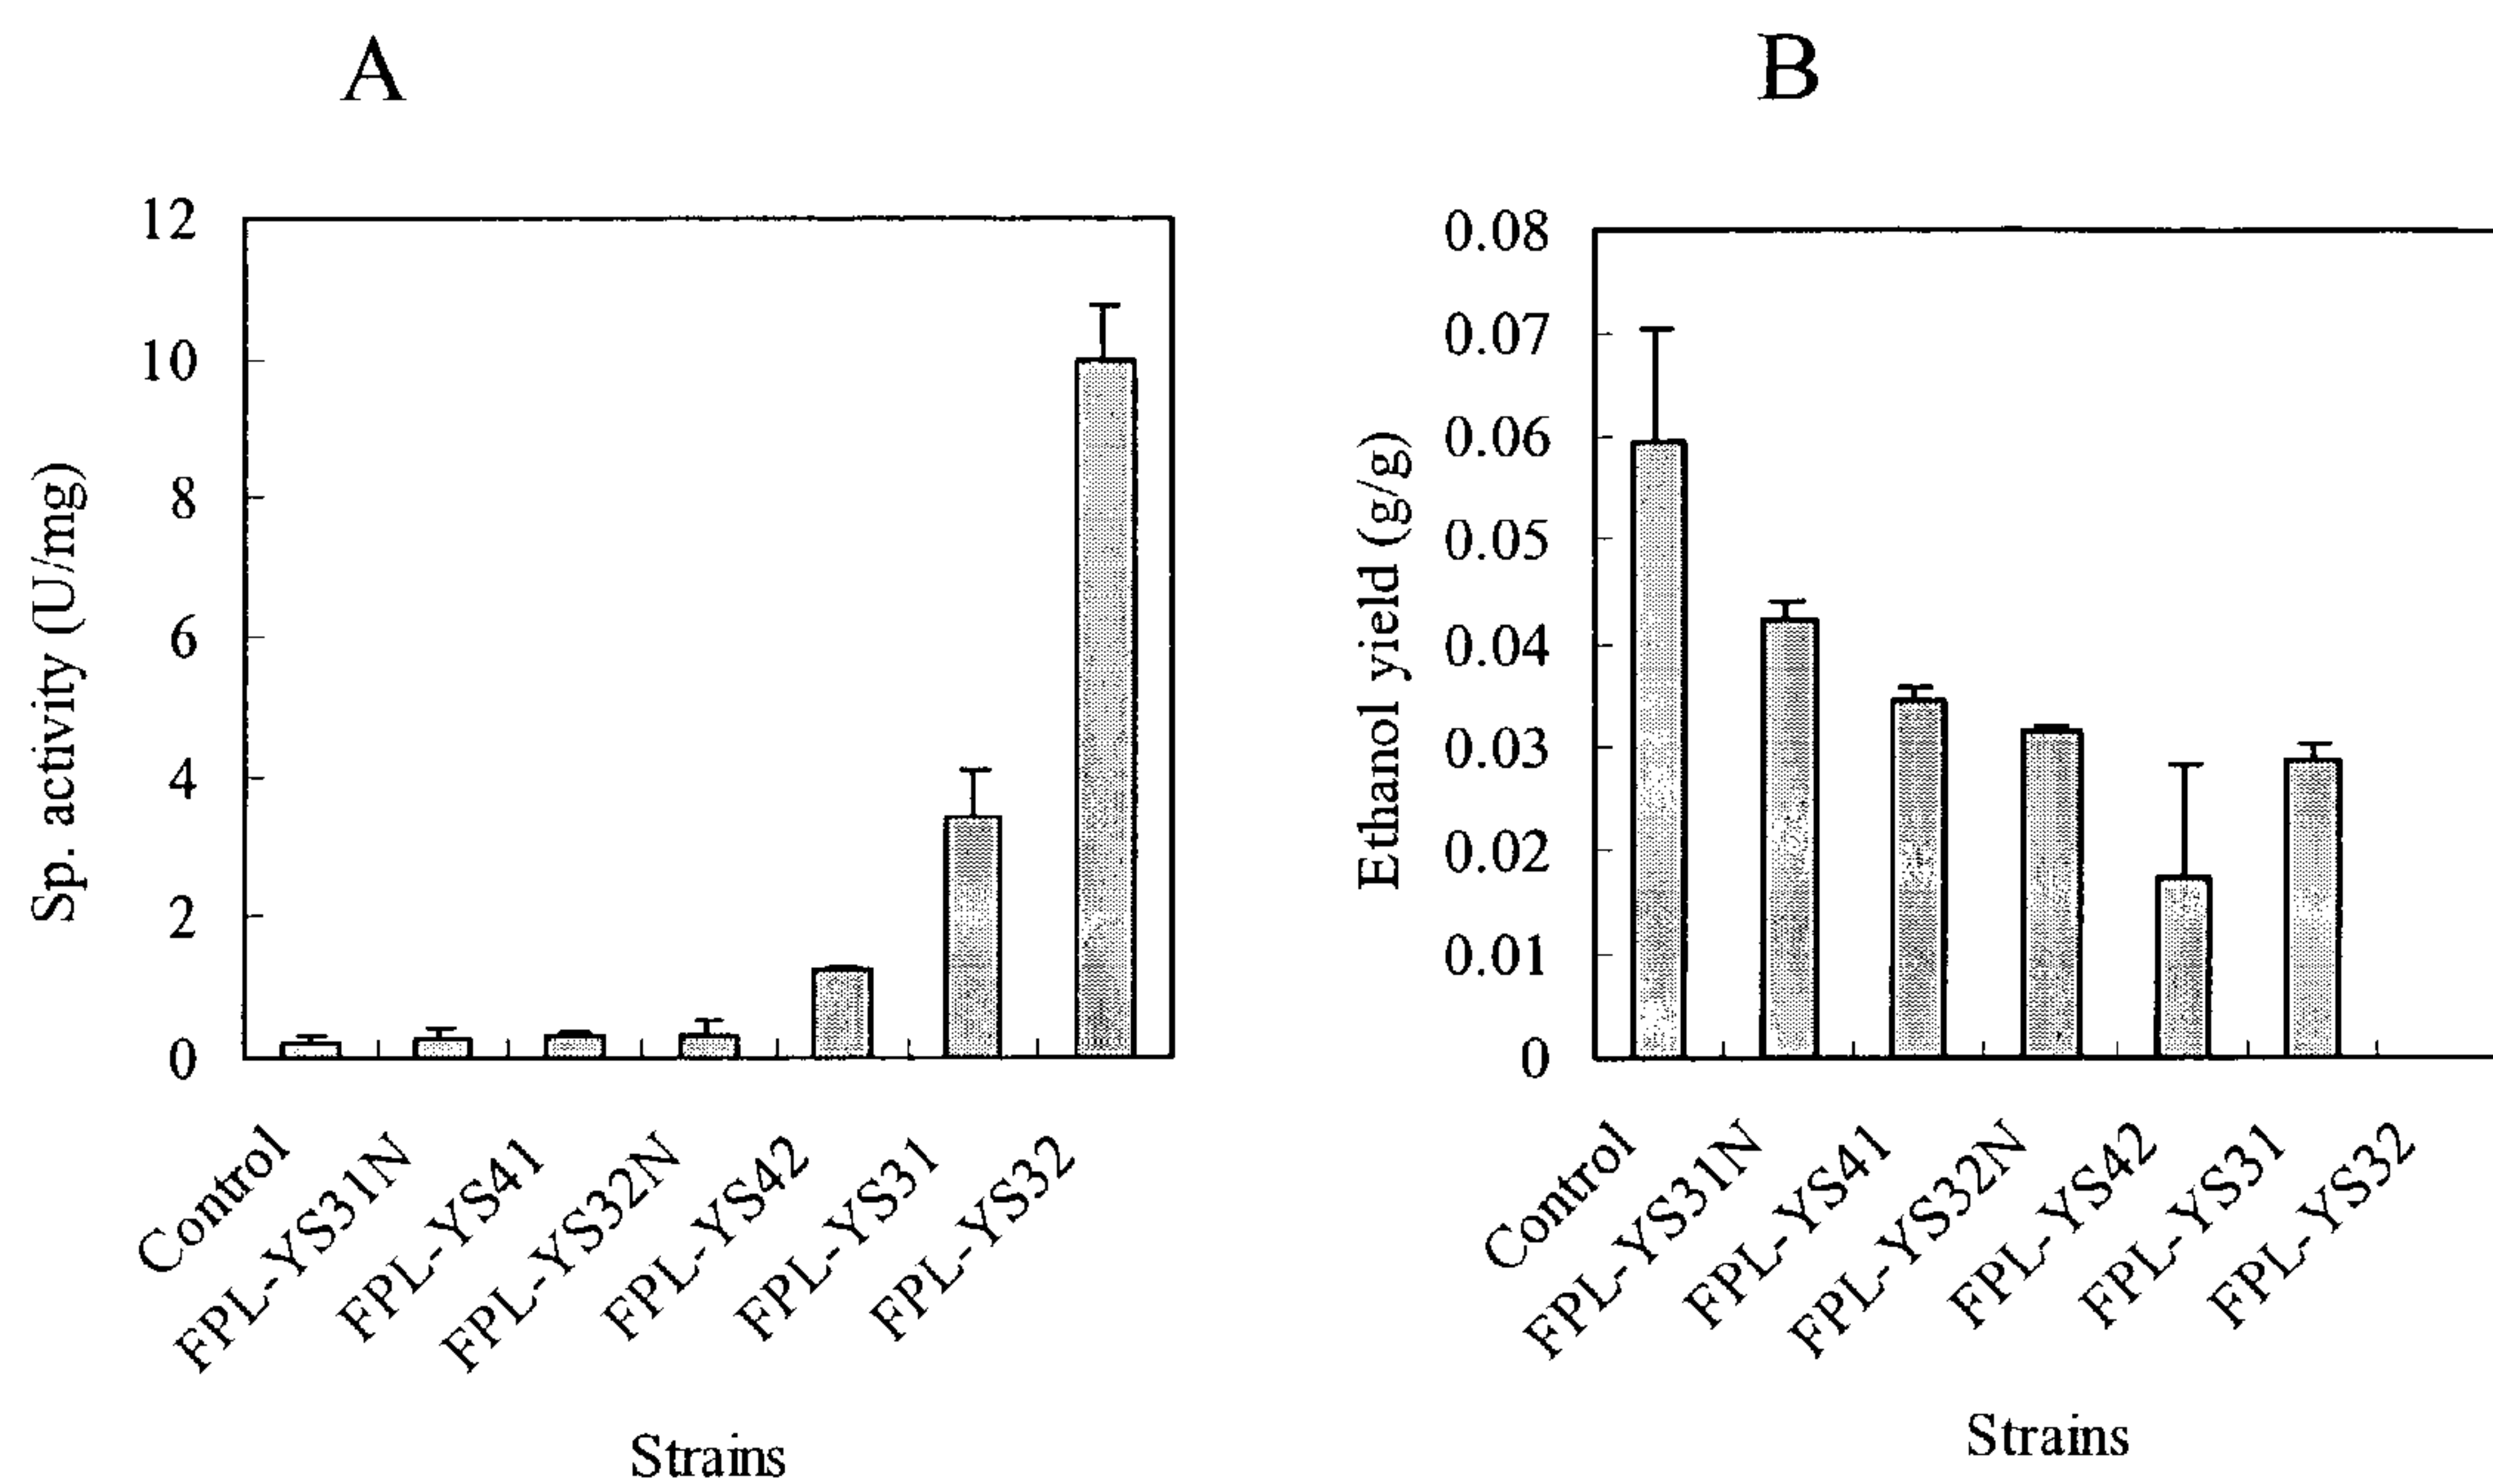 A
12
10
8
6
4
2
0
Sp. activity (U/mg)
Control
FPL-YS31N
FPL-YS41
FPL-YS32N
FPL-YS42
FPL-YS31
FPL-YS32
Strains
B
0.08
0.07
0.06
0.05
0.04
0.03
0.02
0.01
0
Ethanol yield (g/g)
Control
FPL-YS31N
FPL-YS41
FPL-YS32N
FPL-YS42
FPL-YS31
FPL-YS32
Strains